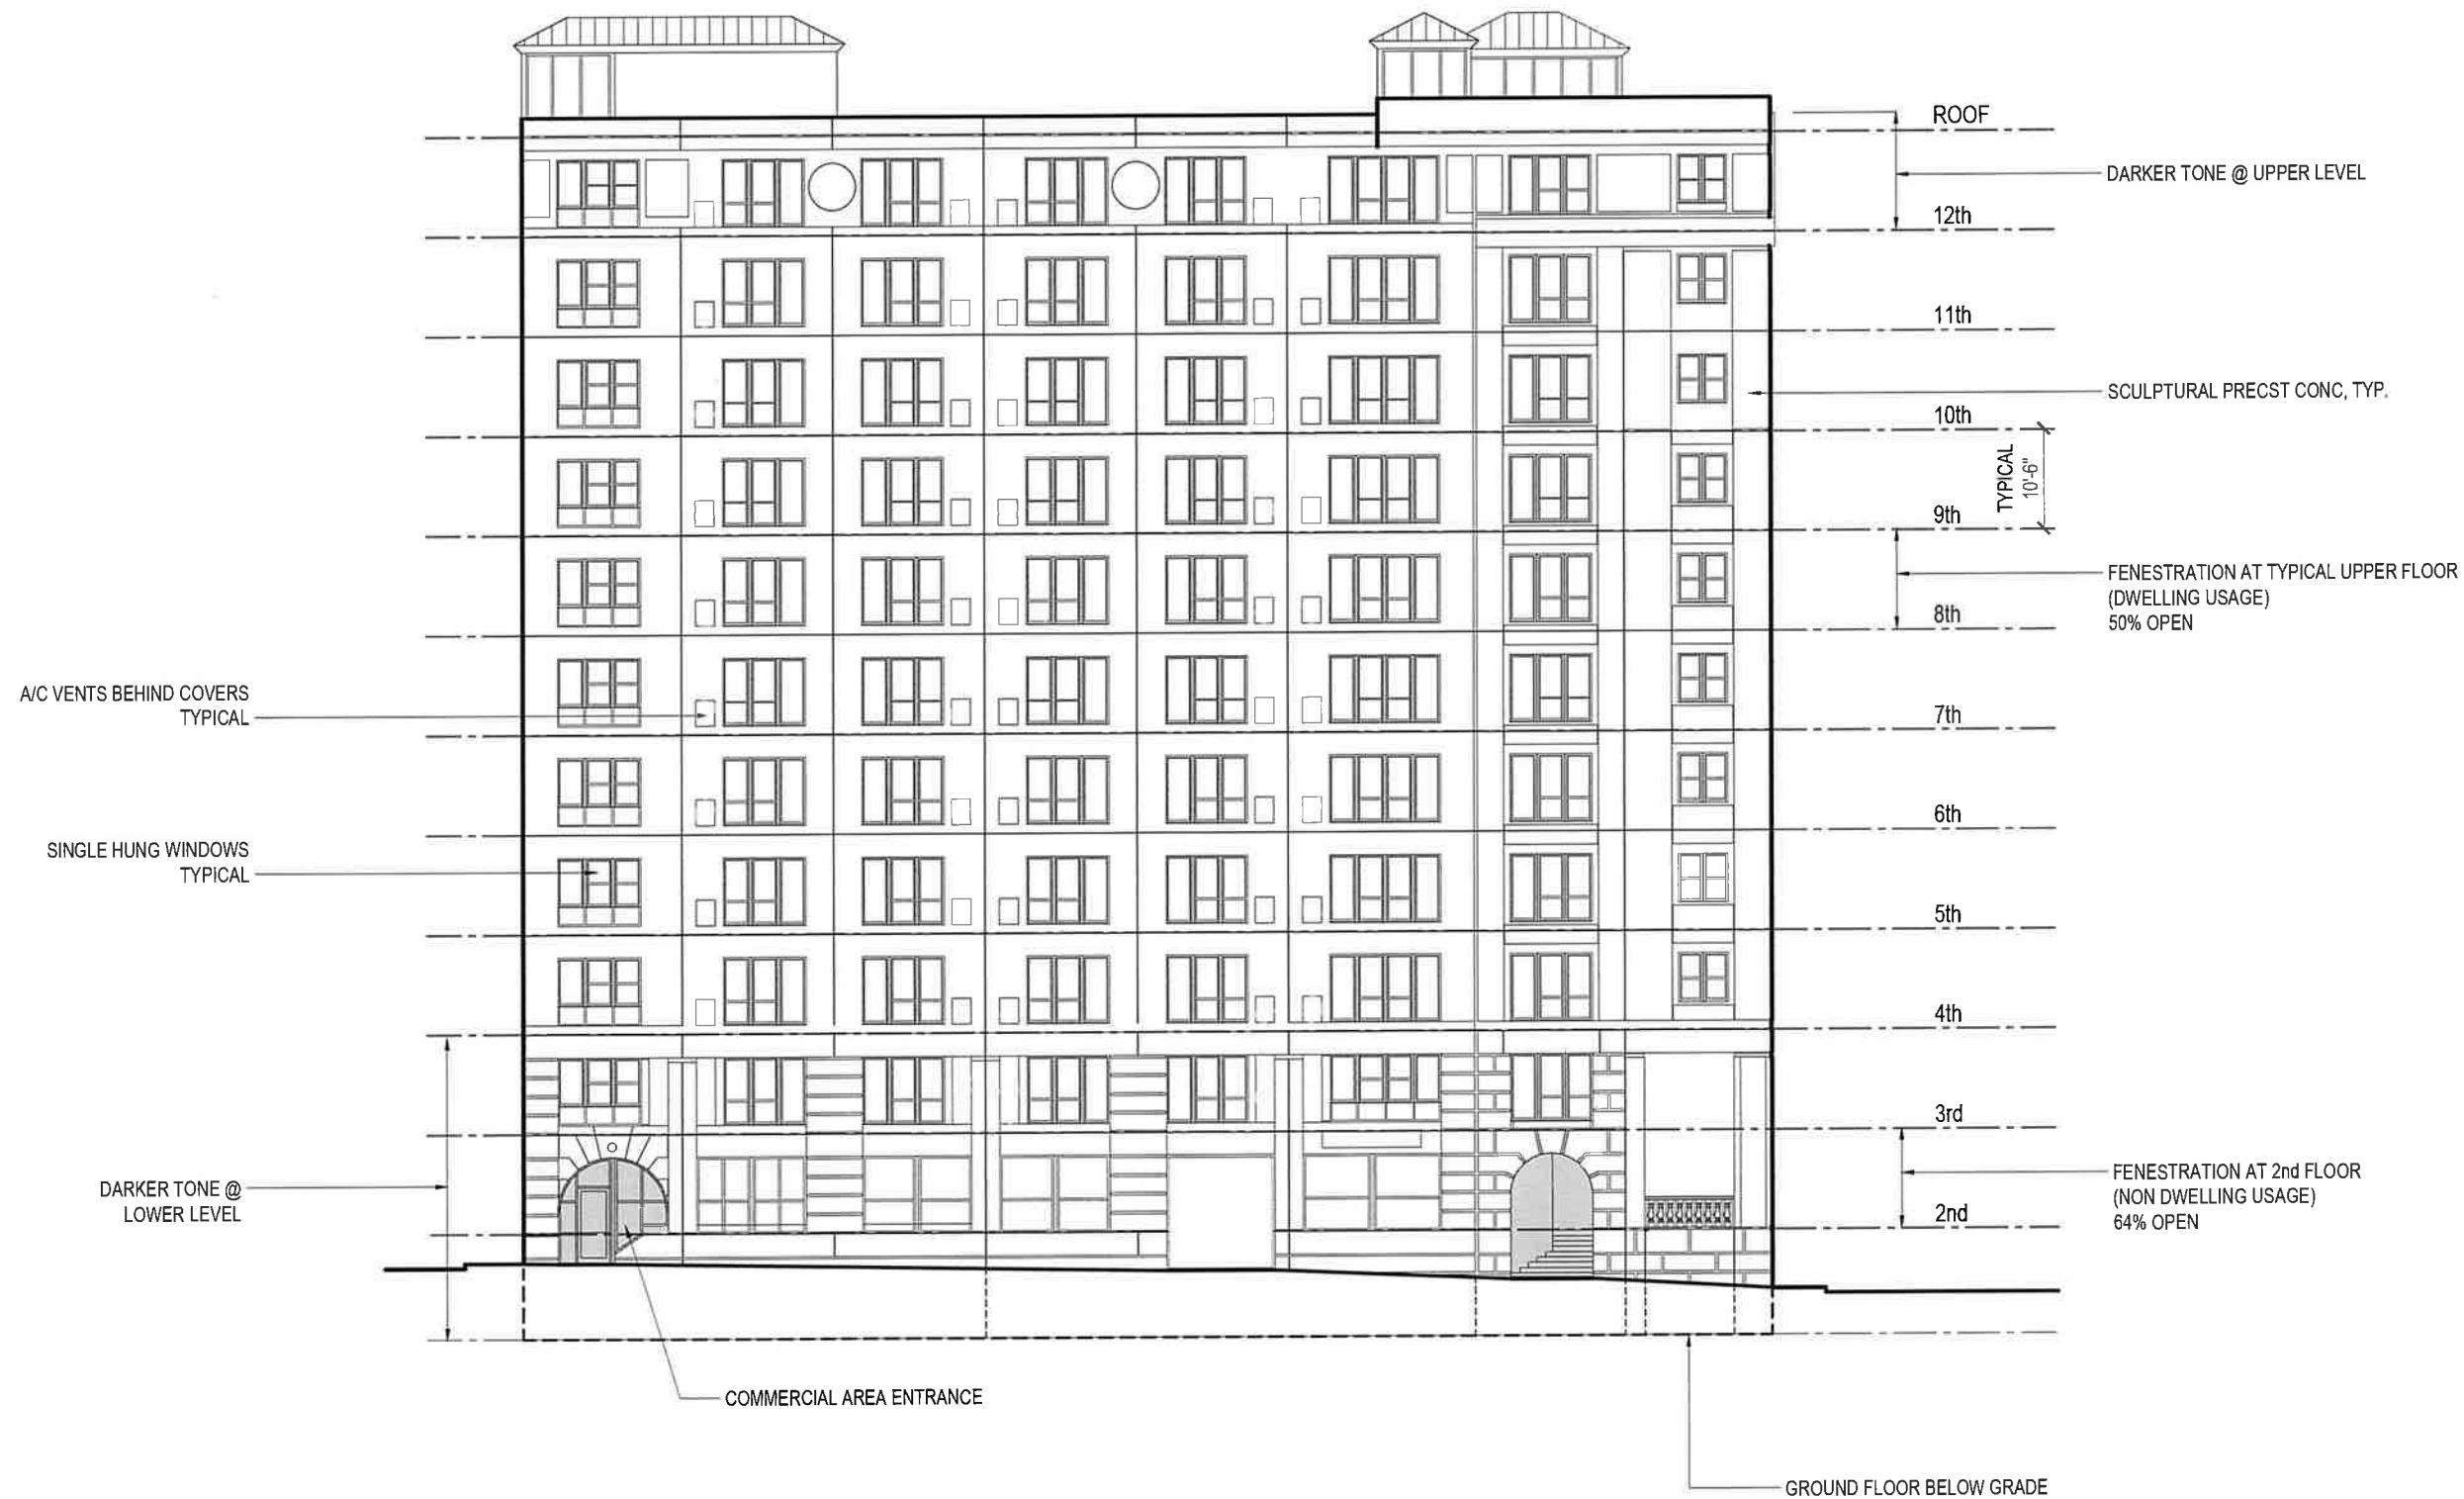 ROOF
DARKER TONE @ UPPER LEVEL
12th
11th
SCULPTURAL PRECST CONC, TYP.
10th
TYPICAL
10'-6"
9th
FENESTRATION AT TYPICAL UPPER FLOOR
(DWELLING USAGE)
50% OPEN
8th
A/C VENTS BEHIND COVERS
TYPICAL
7th
6th
SINGLE HUNG WINDOWS
TYPICAL
5th
4th
3rd
DARKER TONE @
LOWER LEVEL
FENESTRATION AT 2nd FLOOR
(NON DWELLING USAGE)
64% OPEN
2nd
COMMERCIAL AREA ENTRANCE
GROUND FLOOR BELOW GRADE